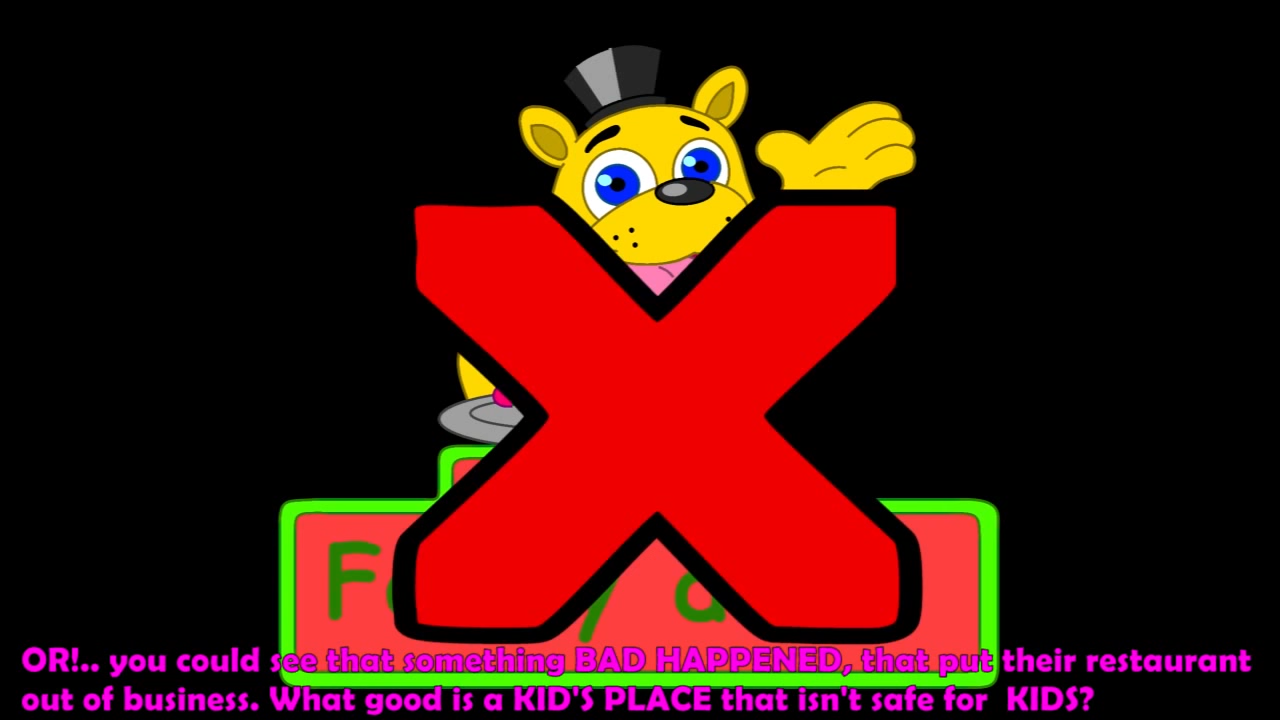 OR!.. you could see that something BAD HAPPENED, that put their restaurant
out of business. What good is a KID'S PLACE that isn't safe for KIDS?